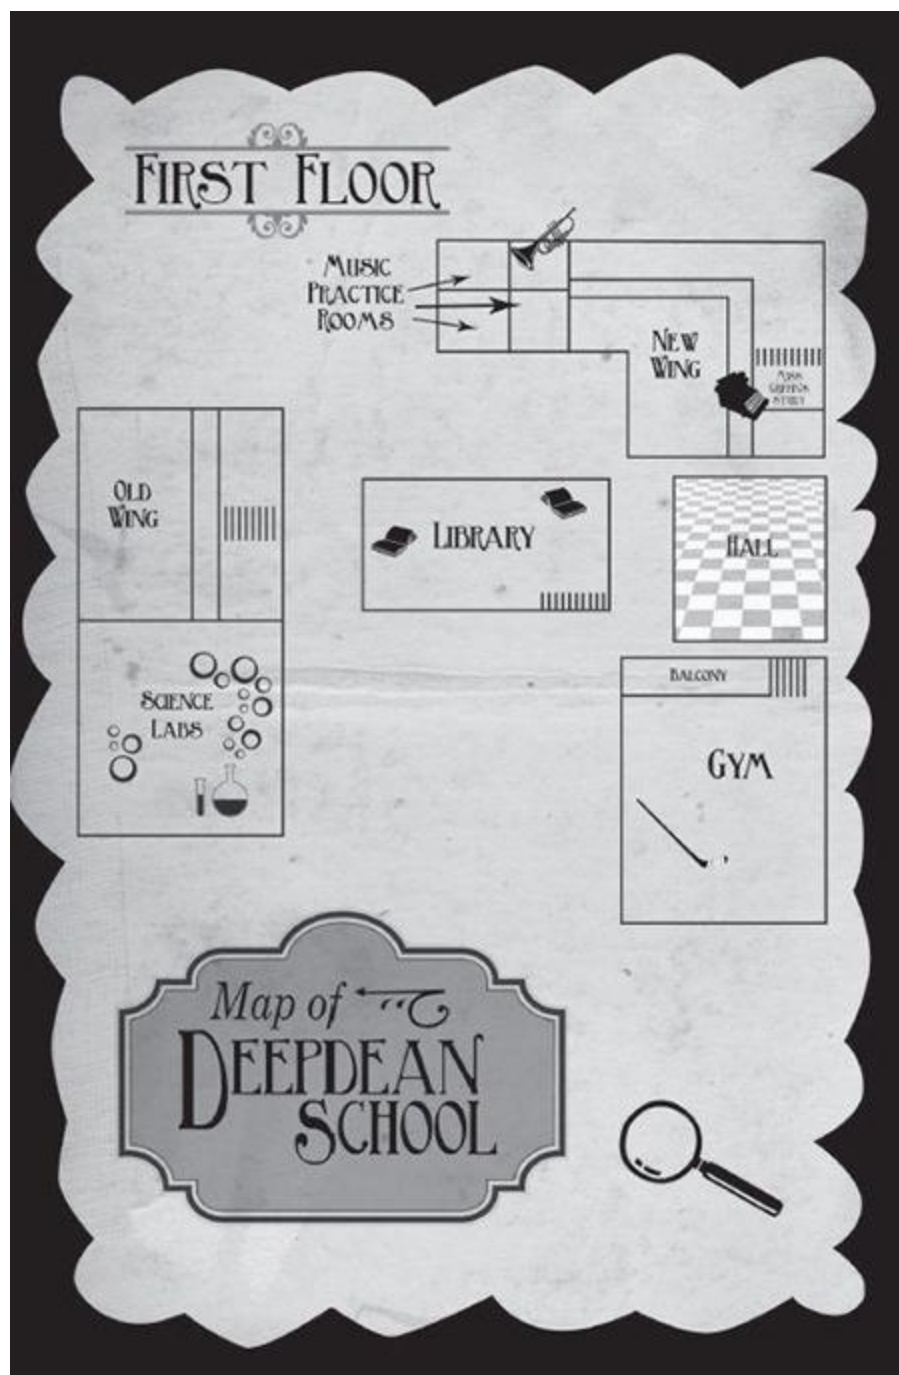 First Floor
Music
Practice
Rooms
New
Wing
Old
Wing
Library
Hall
Science
Labs
Balcony
Gym
Map of
Deepdean
School